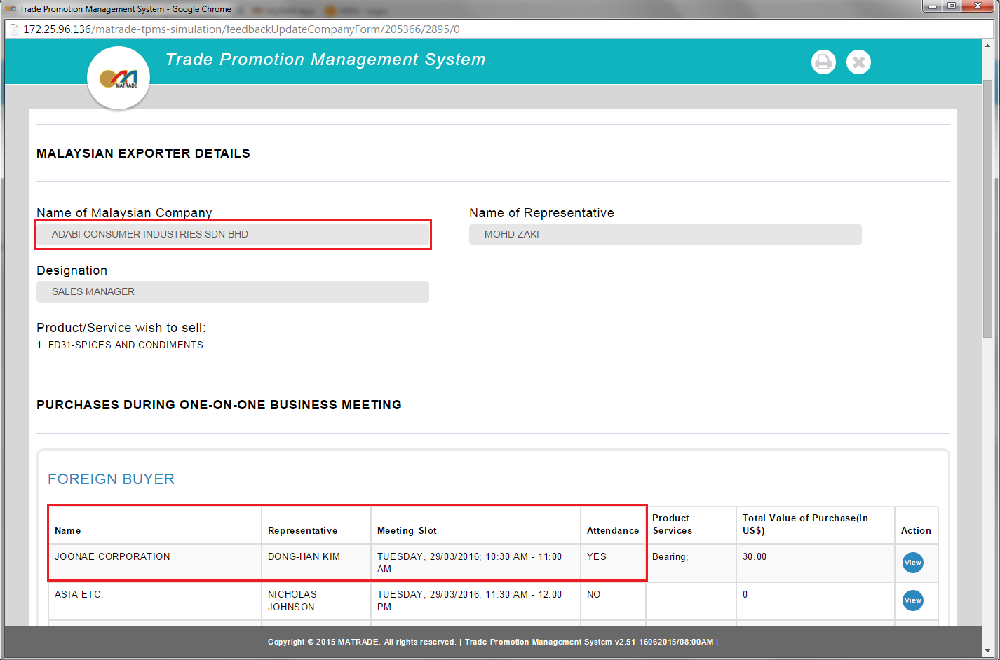 Trade Promotion Management System - Google Chrome
172.25.96.136/matrade-tpms-simulation/feedbackUpdateCompanyForm/205366/2895/0
MATRADE
Trade Promotion Management System
MALAYSIAN EXPORTER DETAILS
Name of Malaysian Company
ADABI CONSUMER INDUSTRIES SDN BHD
Name of Representative
MOHD ZAKI
Designation
SALES MANAGER
Product/Service wish to sell:
1. FD31-SPICES AND CONDIMENTS
PURCHASES DURING ONE-ON-ONE BUSINESS MEETING
FOREIGN BUYER
Name
Representative
Meeting Slot
Attendance
Product
Services
Total Value of Purchase(in
US$)
Action
JOONAE CORPORATION
DONG-HAN KIM
TUESDAY, 29/03/2016; 10:30 AM - 11:00
AM
YES
Bearing;
30.00
View
ASIA ETC.
NICHOLAS
JOHNSON
TUESDAY, 29/03/2016; 11:30 AM - 12:00
PM
NO
0
View
Copyright © 2015 MATRADE. All rights reserved. | Trade Promotion Management System v2.51 16062015/08:00AM |